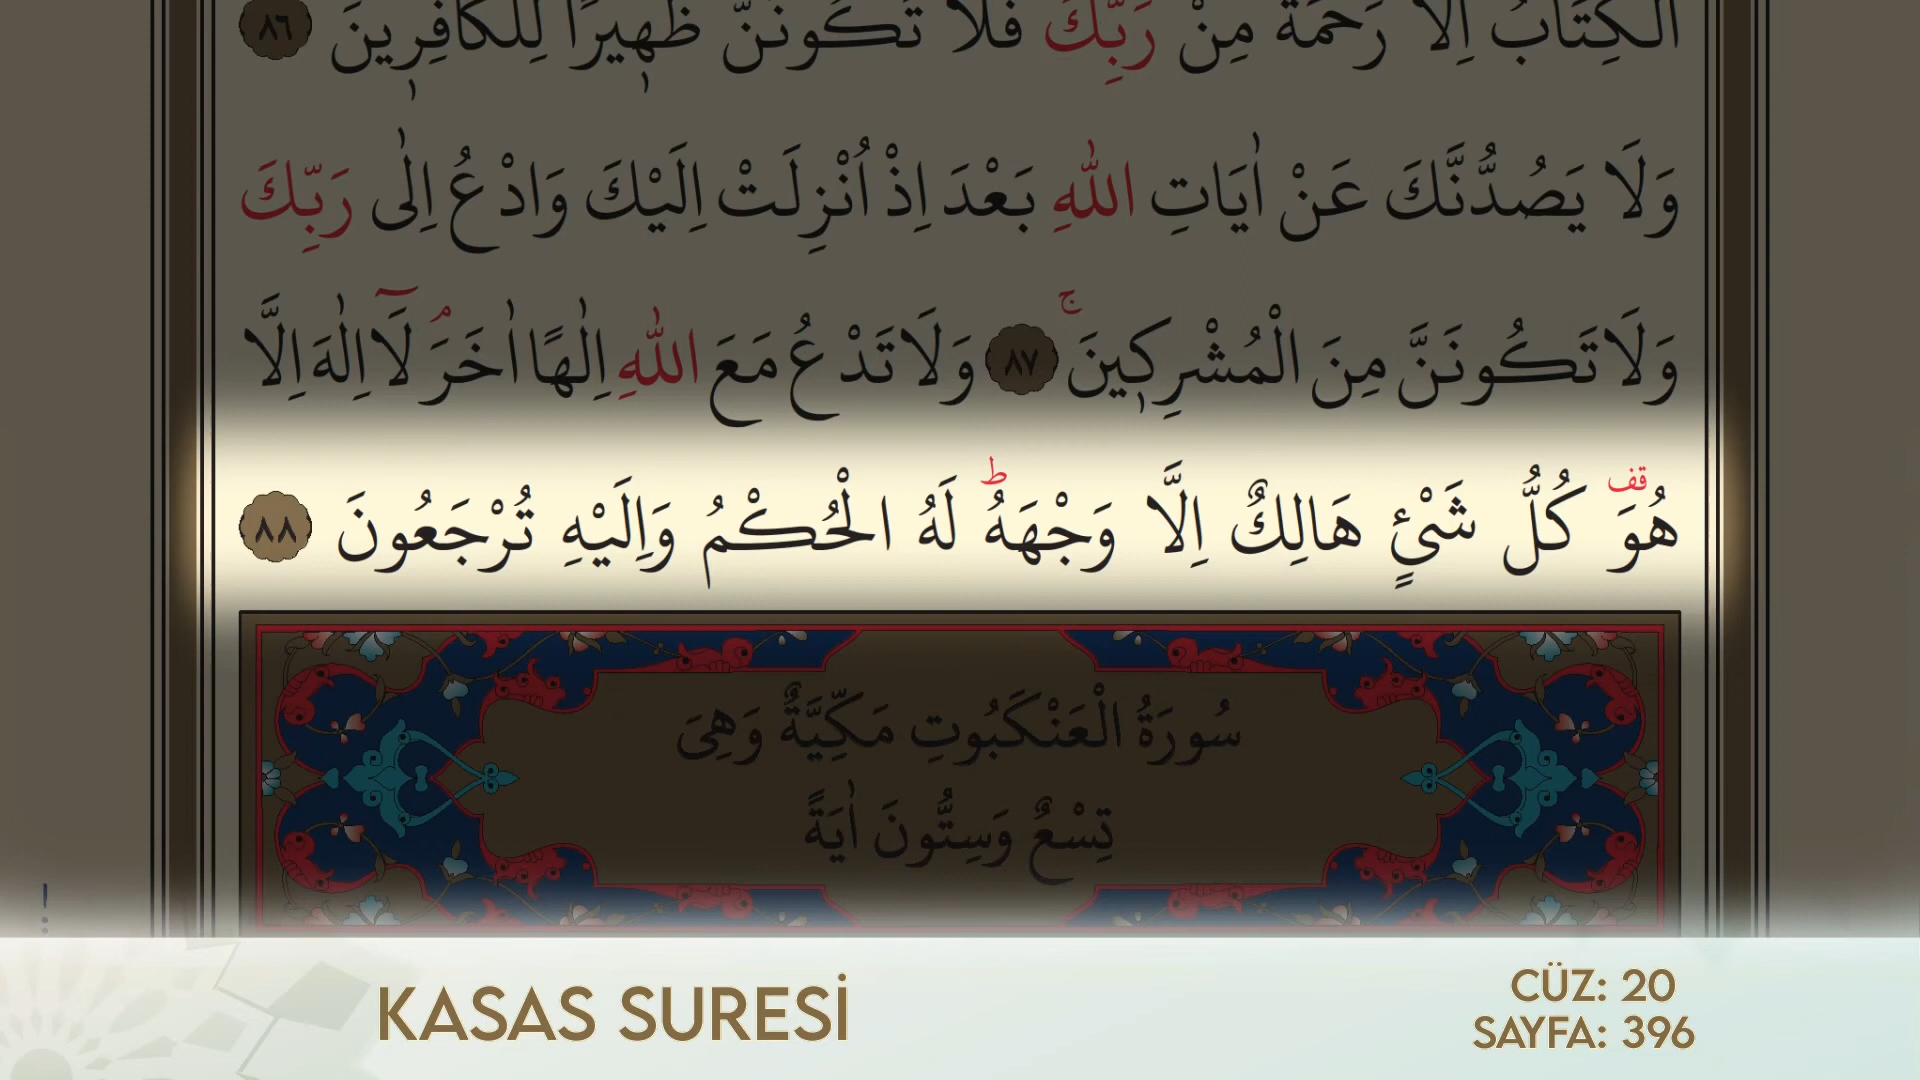 الْكِتَابُ اِلَّا رَحْمَةً مِنْ رَبِّكَ فَلَا تَكُونَنَّ ظَهٖيرًا لِلْكَافِرٖينَ ﴿٨٦﴾
وَلَا يَصُدُّنَّكَ عَنْ اٰيَاتِ اللّٰهِ بَعْدَ اِذْ اُنْزِلَتْ اِلَيْكَ وَادْعُ اِلٰى رَبِّكَ
وَلَا تَكُونَنَّ مِنَ الْمُشْرِكٖينَۚ ﴿٨٧﴾ وَلَا تَدْعُ مَعَ اللّٰهِ اِلٰهًا اٰخَرَۢ لَٓا اِلٰهَ اِلَّا
هُوَ قف كُلُّ شَيْءٍ هَالِكٌ اِلَّا وَجْهَهُؕ لَهُ الْحُكْمُ وَاِلَيْهِ تُرْجَعُونَ ﴿٨٨﴾
سُورَةُ الْعَنْكَبُوتِ مَكِّيَّةٌ وَهِىَ
تِسْعٌ وَسِتُّونَ اٰيَةً
KASAS SURESİ
CÜZ: 20
SAYFA: 396